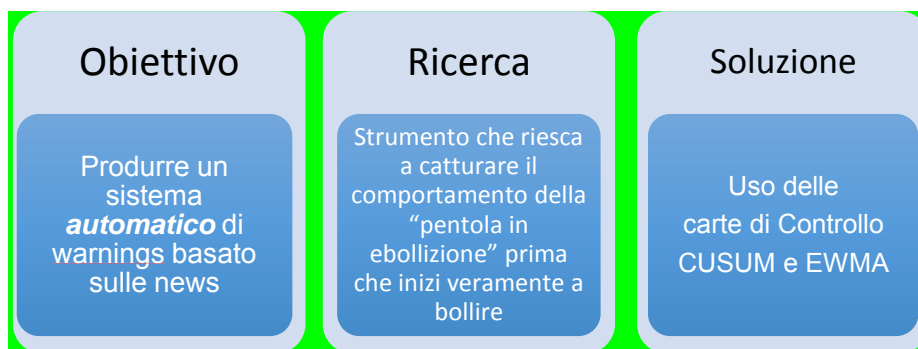 Obiettivo
Produrre un
sistema
automatico di
warnings basato
sulle news
Ricerca
Strumento che riesca
a catturare il
comportamento della
“pentola in
ebollizione” prima
che inizi veramente a
bollire
Soluzione
Uso delle
carte di Controllo
CUSUM e EWMA